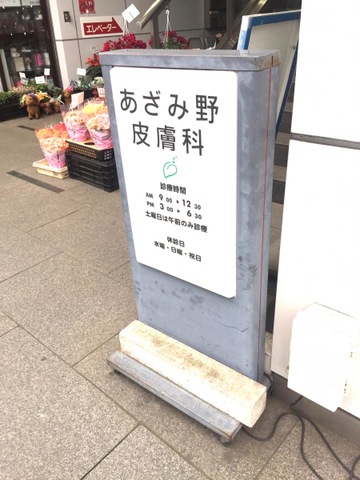 エレベーター
あざみ野
皮膚科
診療時間
AM 9 00 ▸ 12 30
PM 3 00 ▸ 6 30
土曜日は午前のみ診療
休診日
水曜・日曜・祝日